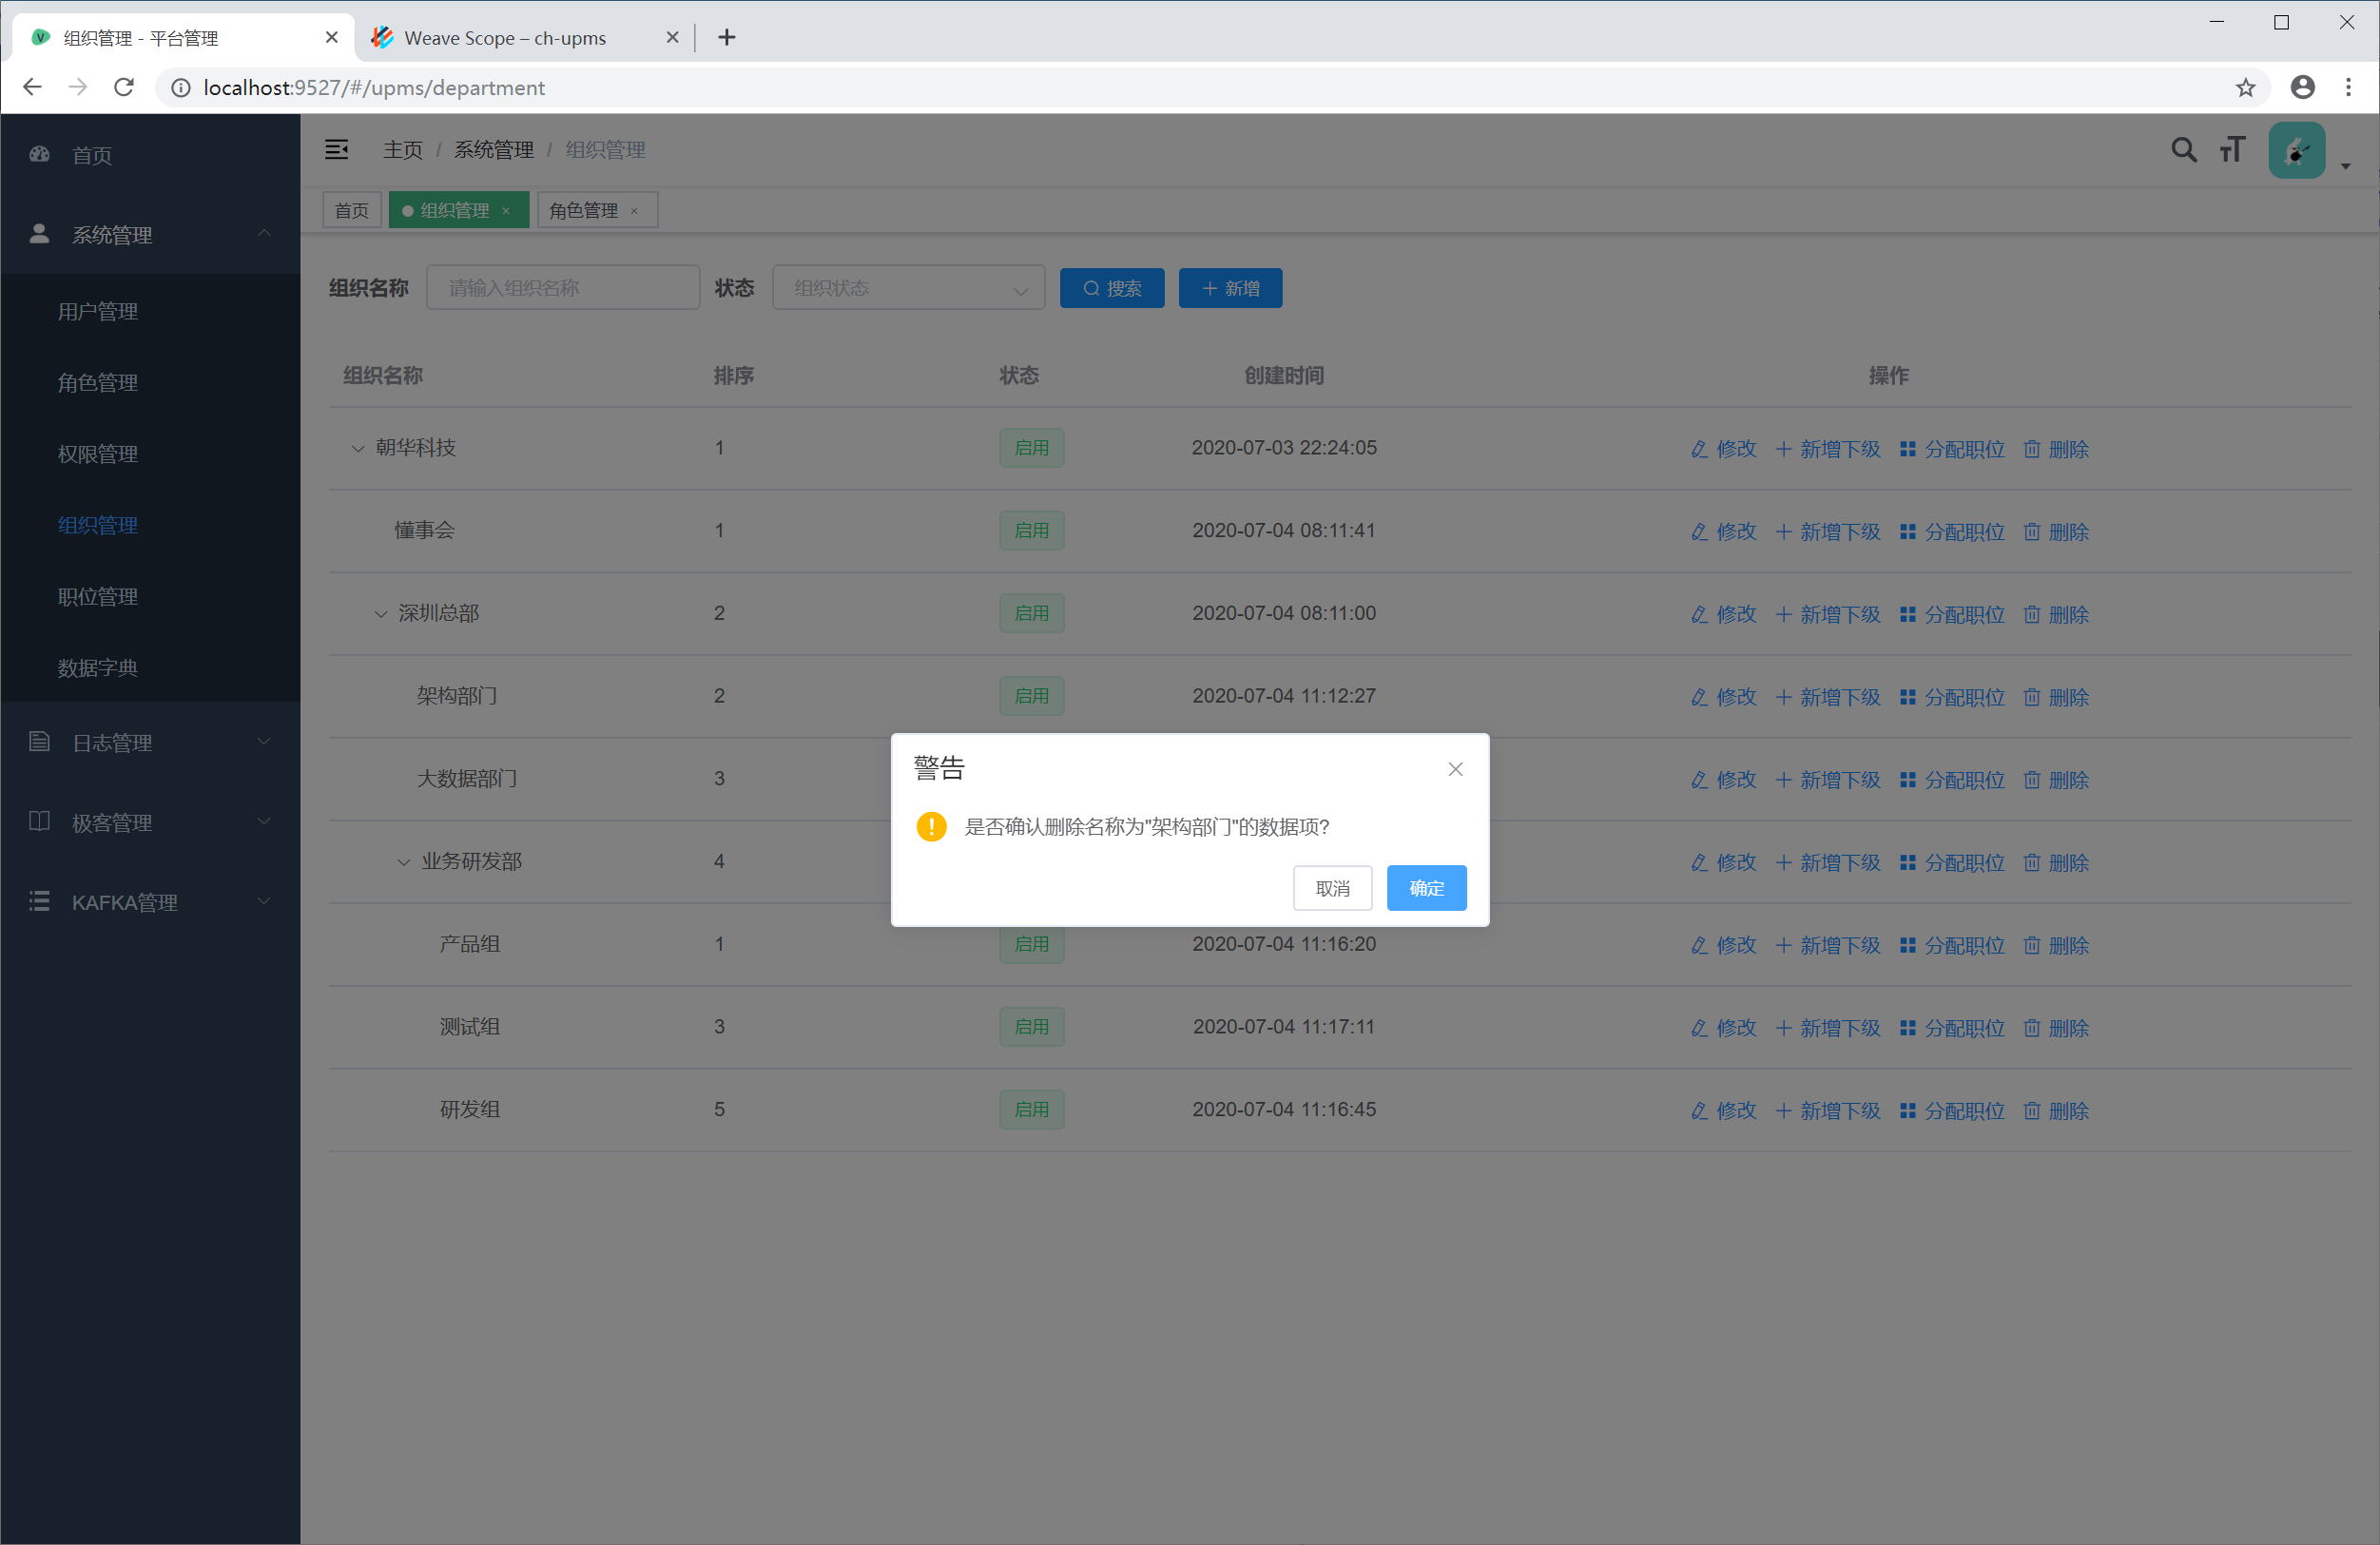 组织管理 - 平台管理
Weave Scope – ch-upms
localhost:9527/#/upms/department
首页
系统管理
用户管理
角色管理
权限管理
组织管理
职位管理
数据字典
日志管理
极客管理
KAFKA管理
主页 / 系统管理 / 组织管理
首页 组织管理 × 角色管理 ×
组织名称 请输入组织名称 状态 组织状态 搜索 新增
组织名称 排序 状态 创建时间 操作
朝华科技 1 启用 2020-07-03 22:24:05 修改 新增下级 分配职位 删除
懂事会 1 启用 2020-07-04 08:11:41 修改 新增下级 分配职位 删除
深圳总部 2 启用 2020-07-04 08:11:00 修改 新增下级 分配职位 删除
架构部门 2 启用 2020-07-04 11:12:27 修改 新增下级 分配职位 删除
大数据部门 3 修改 新增下级 分配职位 删除
业务研发部 4 修改 新增下级 分配职位 删除
产品组 1 启用 2020-07-04 11:16:20 修改 新增下级 分配职位 删除
测试组 3 启用 2020-07-04 11:17:11 修改 新增下级 分配职位 删除
研发组 5 启用 2020-07-04 11:16:45 修改 新增下级 分配职位 删除
警告
是否确认删除名称为"架构部门"的数据项?
取消 确定